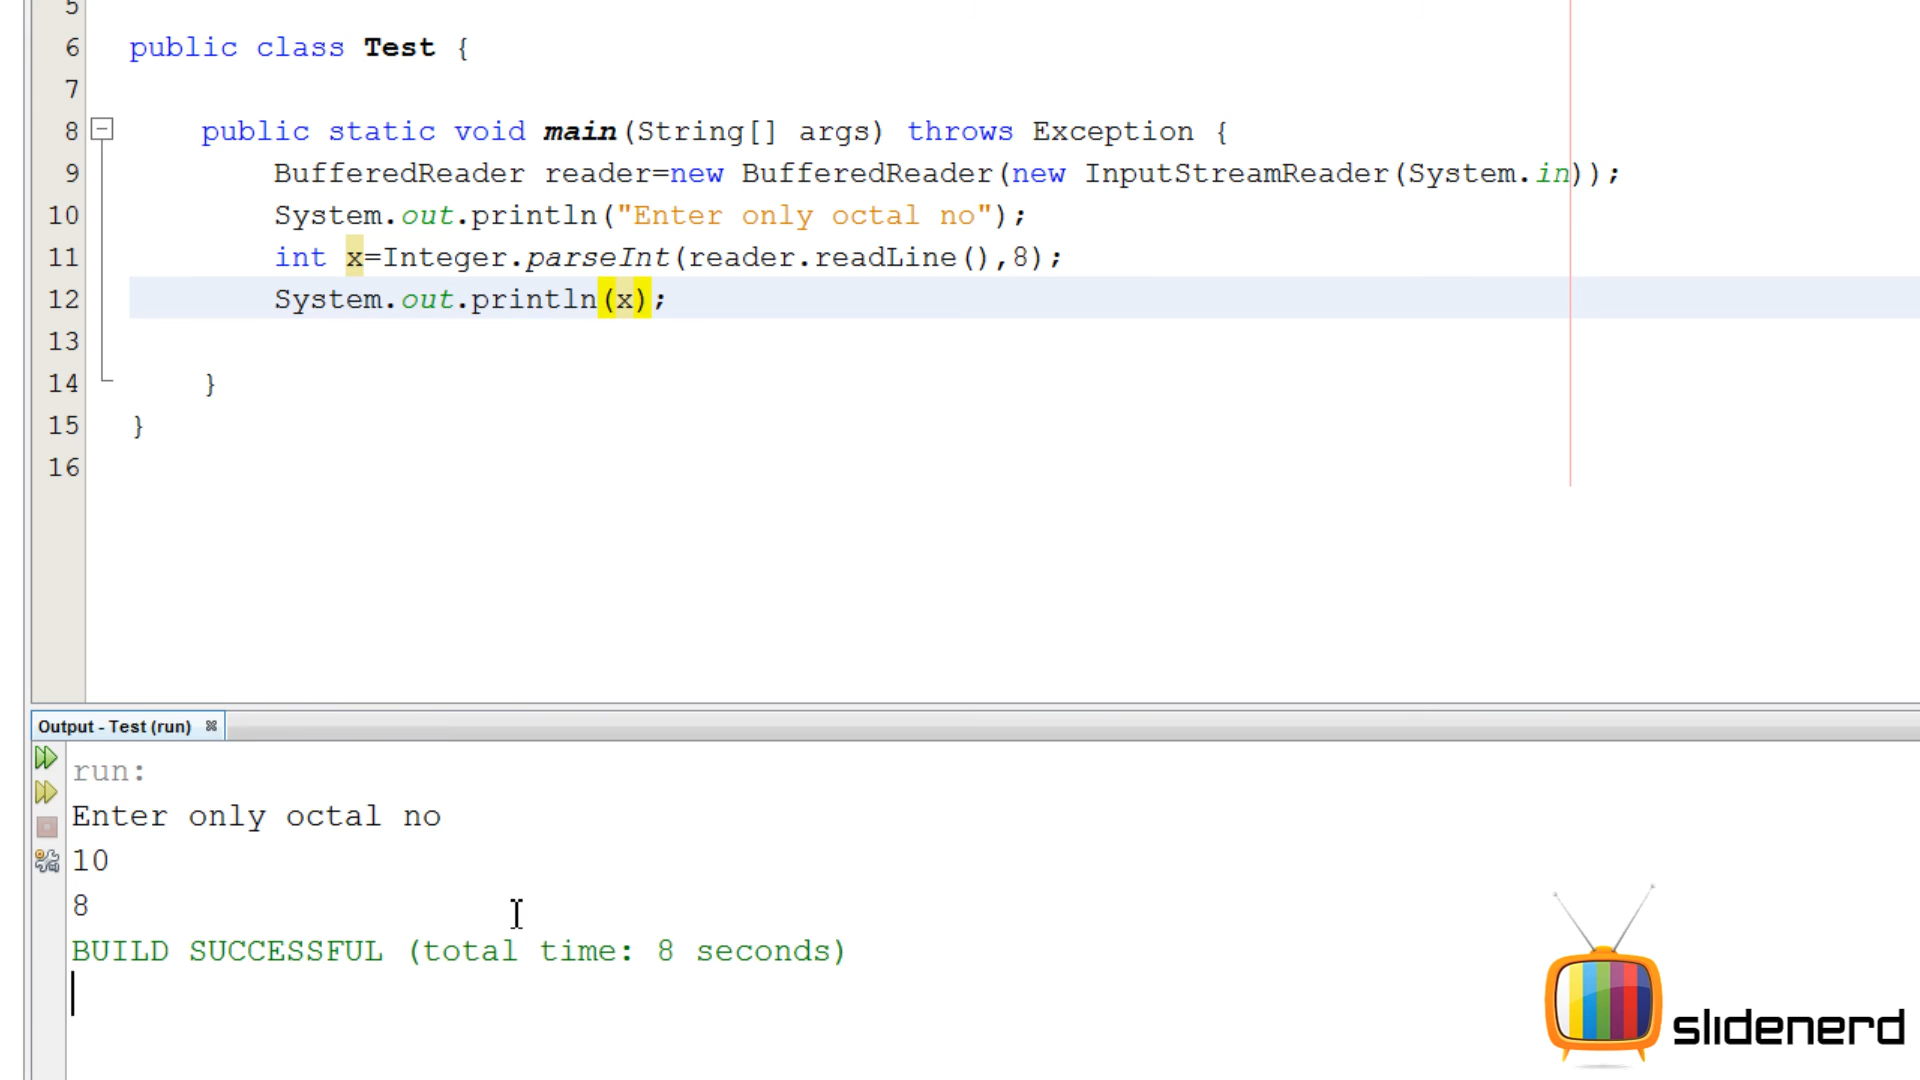 5
6 public class Test {
7
8 public static void main(String[] args) throws Exception {
9 BufferedReader reader=new BufferedReader(new InputStreamReader(System.in));
10 System.out.println("Enter only octal no");
11 int x=Integer.parseInt(reader.readLine(),8);
12 System.out.println(x);
13
14 }
15 }
16
Output - Test (run)
run:
Enter only octal no
10
8
BUILD SUCCESSFUL (total time: 8 seconds)
slidenerd